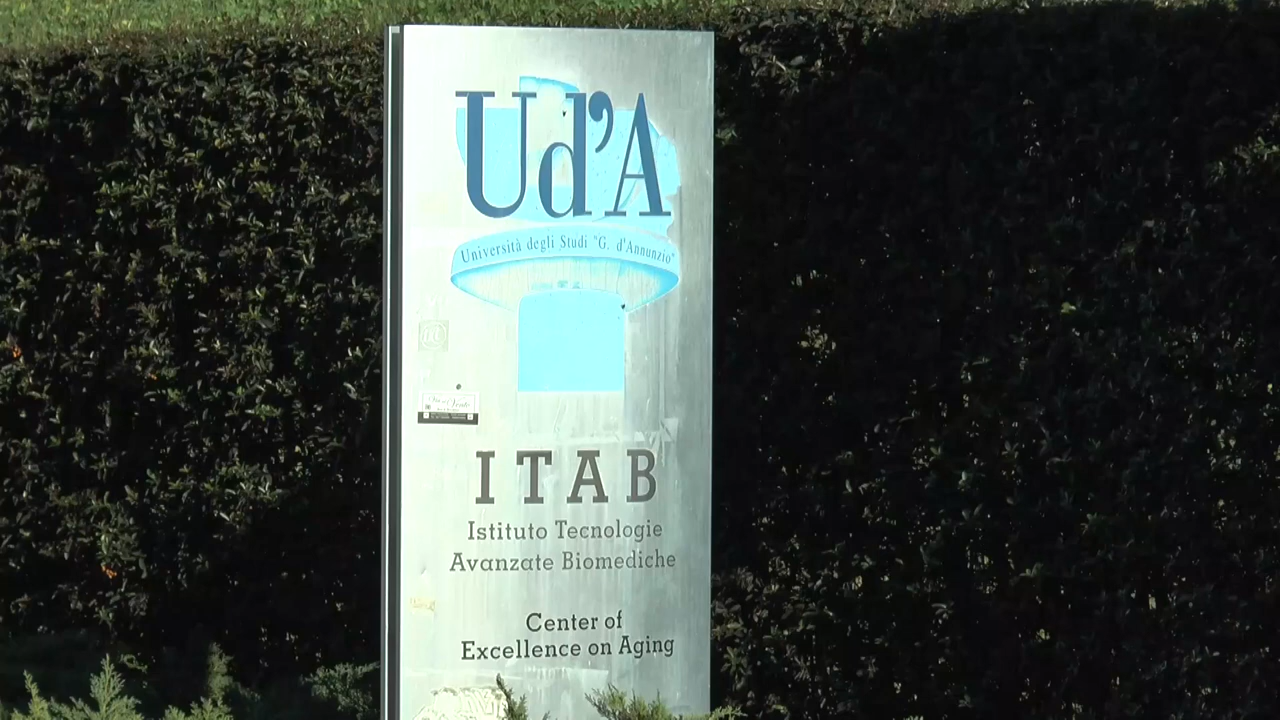 Ud'A
Università degli Studi "G. d'Annunzio"
ITAB
Istituto Tecnologie
Avanzate Biomediche
Center of
Excellence on Aging